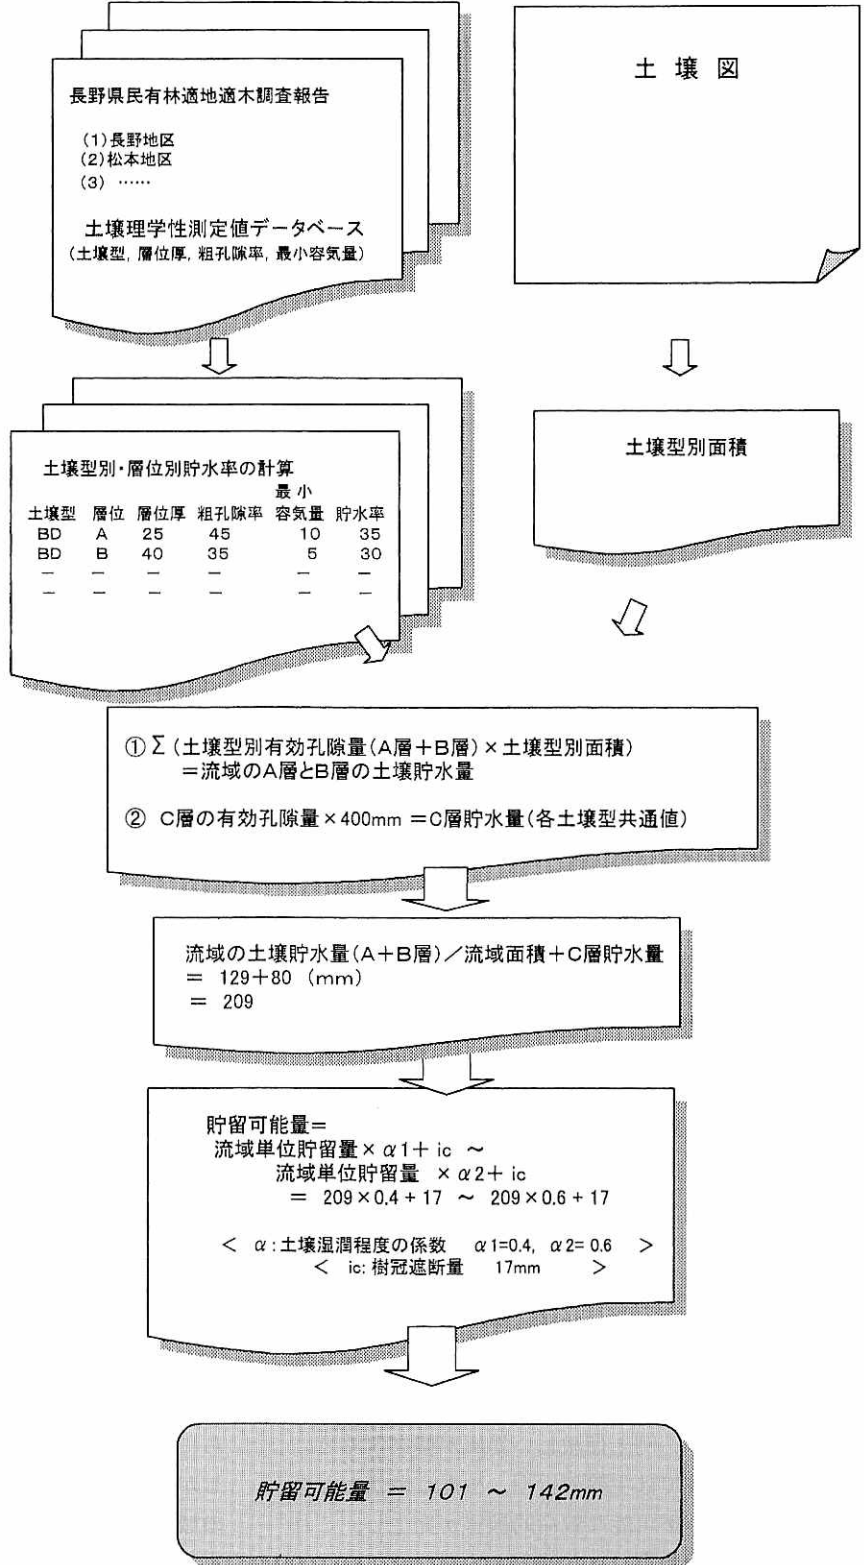 長野県民有林適地適木調査報告
(1)長野地区
(2)松本地区
(3) ……
土壌理学性測定値データベース
(土壌型, 層位厚, 粗孔隙率, 最小容気量)
土 壌 図
土壌型別・層位別貯水率の計算
最 小
土壌型 層位 層位厚 粗孔隙率 容気量 貯水率
BD A 25 45 10 35
BD B 40 35 5 30
― ― ― ― ― ―
― ― ― ― ― ―
土壌型別面積
① Σ (土壌型別有効孔隙量(A層+B層)×土壌型別面積)
=流域のA層とB層の土壌貯水量
② C層の有効孔隙量×400mm =C層貯水量(各土壌型共通値)
流域の土壌貯水量(A+B層)/流域面積+C層貯水量
= 129+80 (mm)
= 209
貯留可能量=
流域単位貯留量×α1+ ic ~
流域単位貯留量 ×α2+ ic
= 209×0.4 + 17 ~ 209×0.6 + 17
< α:土壌湿潤程度の係数 α1=0.4, α2= 0.6 >
< ic: 樹冠遮断量 17mm >
貯留可能量 = 101 ~ 142mm